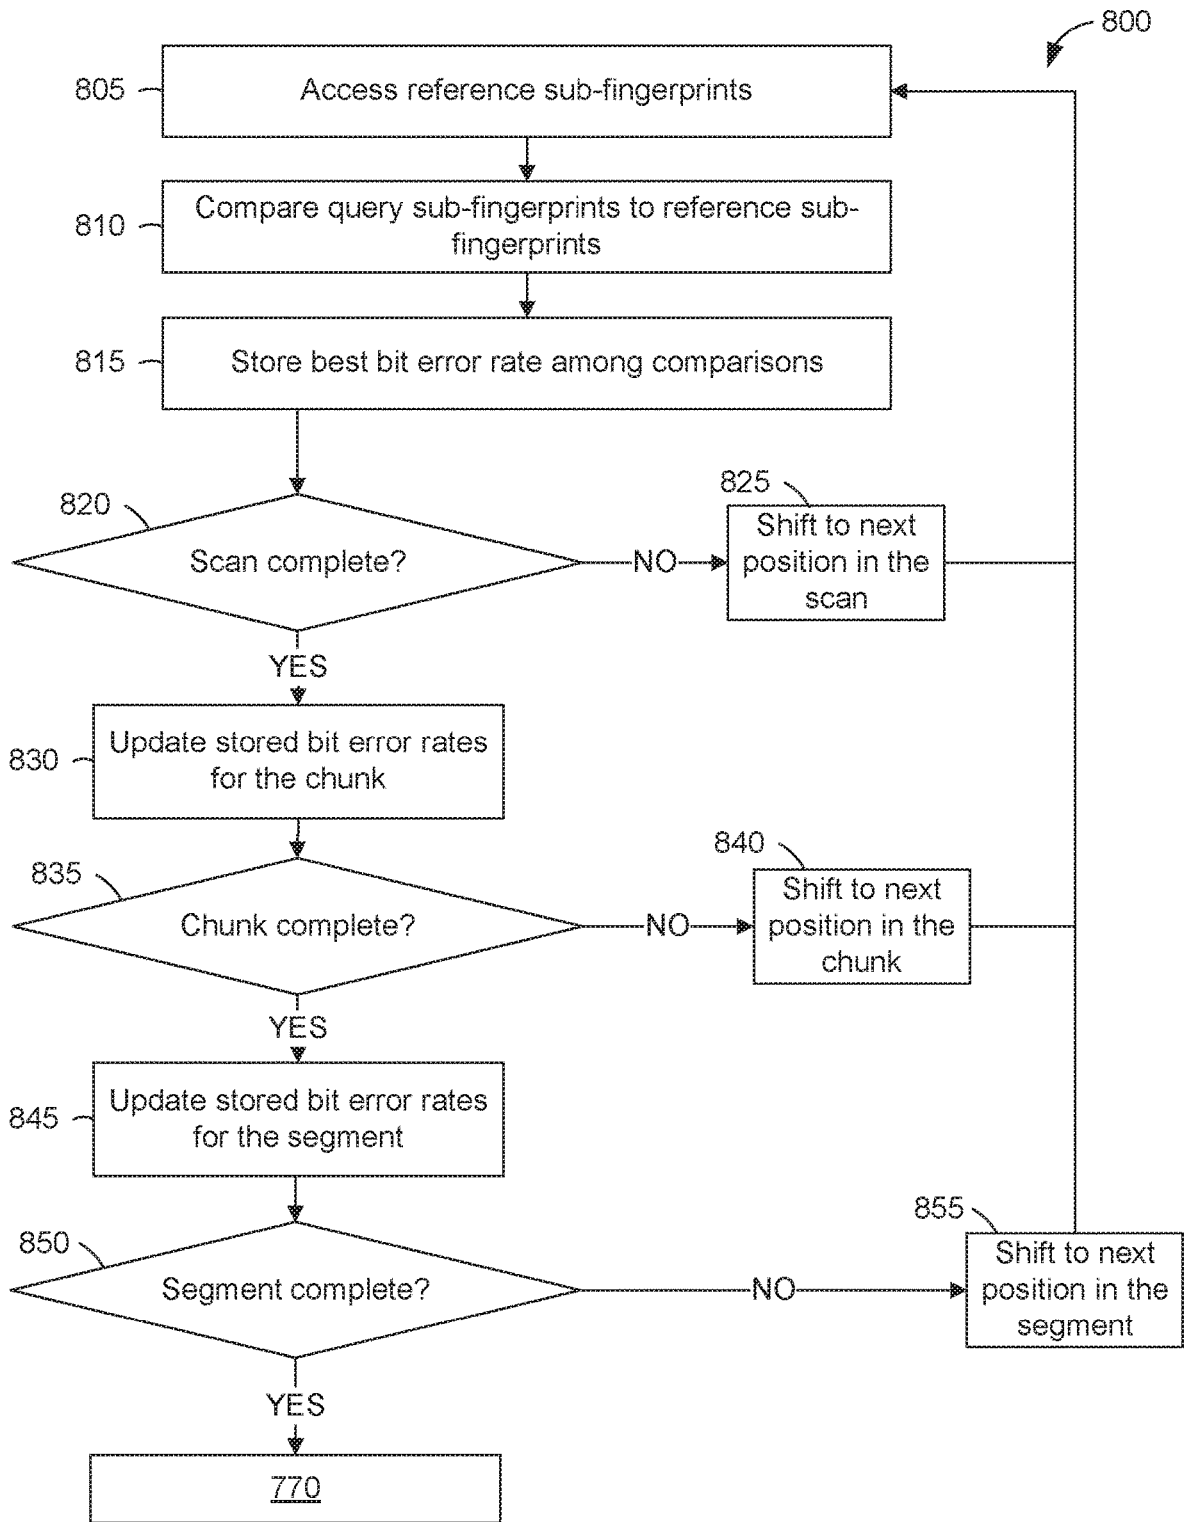 800
805
Access reference sub-fingerprints
810
Compare query sub-fingerprints to reference sub-
fingerprints
815
Store best bit error rate among comparisons
820
Scan complete?
NO
825
Shift to next
position in the
scan
YES
830
Update stored bit error rates
for the chunk
835
Chunk complete?
NO
840
Shift to next
position in the
chunk
YES
845
Update stored bit error rates
for the segment
850
Segment complete?
NO
855
Shift to next
position in the
segment
YES
770